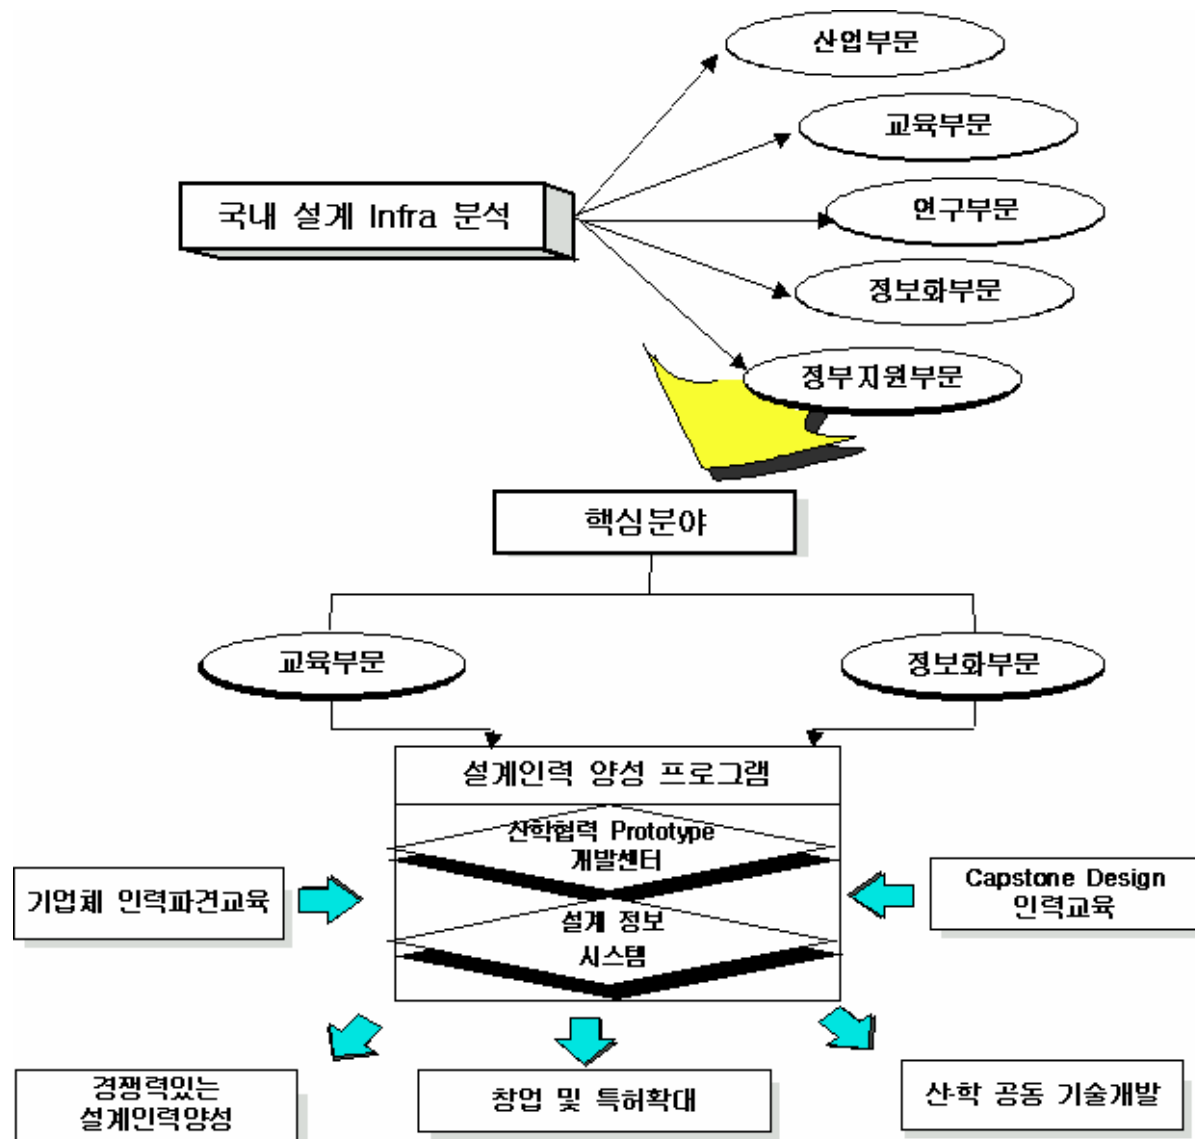 산업부문
교육부문
국내 설계 Infra 분석
연구부문
정보화부문
정부지원부문
핵심분야
교육부문
정보화부문
설계인력 양성 프로그램
산학협력 Prototype
개발센터
기업체 인력파견교육
Capstone Design
인력교육
설계 정보
시스템
경쟁력있는
설계인력양성
창업 및 특허확대
산·학 공동 기술개발